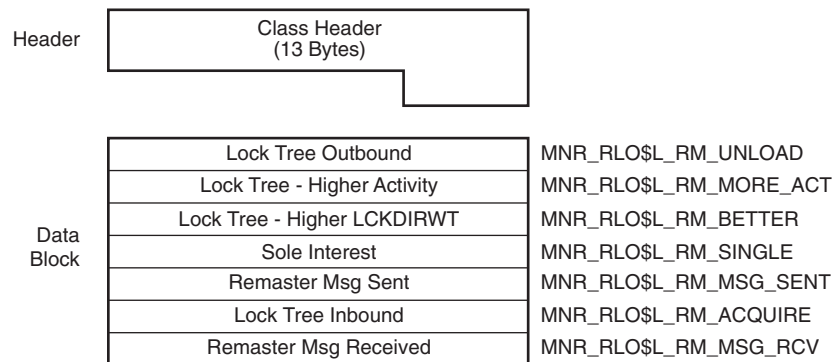 Header
Class Header
(13 Bytes)
Data
Block
Lock Tree Outbound MNR_RLO$L_RM_UNLOAD
Lock Tree - Higher Activity MNR_RLO$L_RM_MORE_ACT
Lock Tree - Higher LCKDIRWT MNR_RLO$L_RM_BETTER
Sole Interest MNR_RLO$L_RM_SINGLE
Remaster Msg Sent MNR_RLO$L_RM_MSG_SENT
Lock Tree Inbound MNR_RLO$L_RM_ACQUIRE
Remaster Msg Received MNR_RLO$L_RM_MSG_RCV